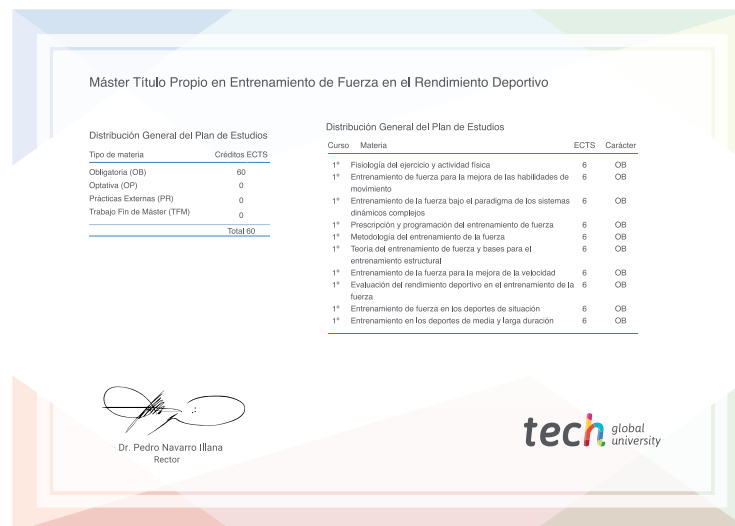 Máster Título Propio en Entrenamiento de Fuerza en el Rendimiento Deportivo
Distribución General del Plan de Estudios
Tipo de materia Créditos ECTS
Obligatoria (OB) 60
Optativa (OP) 0
Prácticas Externas (PR) 0
Trabajo Fin de Máster (TFM) 0
Total 60
Distribución General del Plan de Estudios
Curso Materia ECTS Carácter
1º Fisiología del ejercicio y actividad física 6 OB
1º Entrenamiento de fuerza para la mejora de las habilidades de 6 OB
movimiento
1º Entrenamiento de la fuerza bajo el paradigma de los sistemas 6 OB
dinámicos complejos
1º Prescripción y programación del entrenamiento de fuerza 6 OB
1º Metodología del entrenamiento de la fuerza 6 OB
1º Teoría del entrenamiento de fuerza y bases para el 6 OB
entrenamiento estructural
1º Entrenamiento de la fuerza para la mejora de la velocidad 6 OB
1º Evaluación del rendimiento deportivo en el entrenamiento de la 6 OB
fuerza
1º Entrenamiento de fuerza en los deportes de situación 6 OB
1º Entrenamiento en los deportes de media y larga duración 6 OB
Dr. Pedro Navarro Illana
Rector
tech global
university